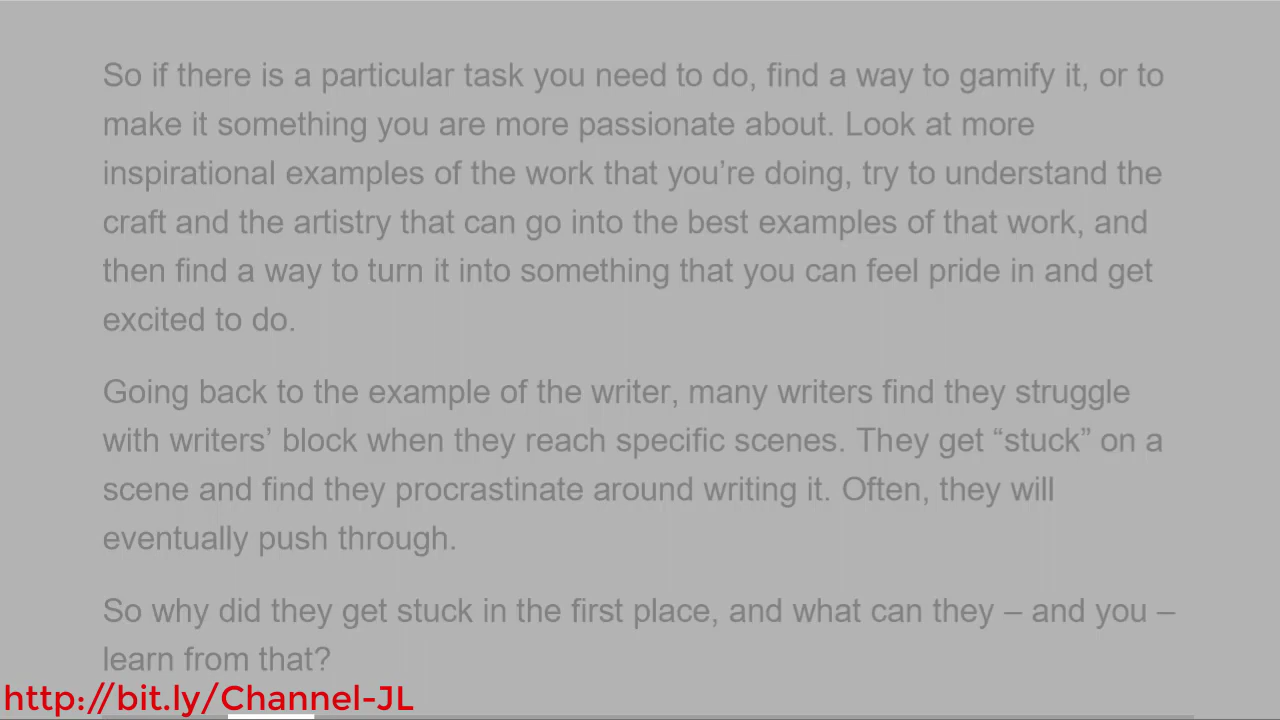 So if there is a particular task you need to do, find a way to gamify it, or to
make it something you are more passionate about. Look at more
inspirational examples of the work that you’re doing, try to understand the
craft and the artistry that can go into the best examples of that work, and
then find a way to turn it into something that you can feel pride in and get
excited to do.
Going back to the example of the writer, many writers find they struggle
with writers’ block when they reach specific scenes. They get “stuck” on a
scene and find they procrastinate around writing it. Often, they will
eventually push through.
So why did they get stuck in the first place, and what can they – and you –
learn from that?
http://bit.ly/Channel-JL